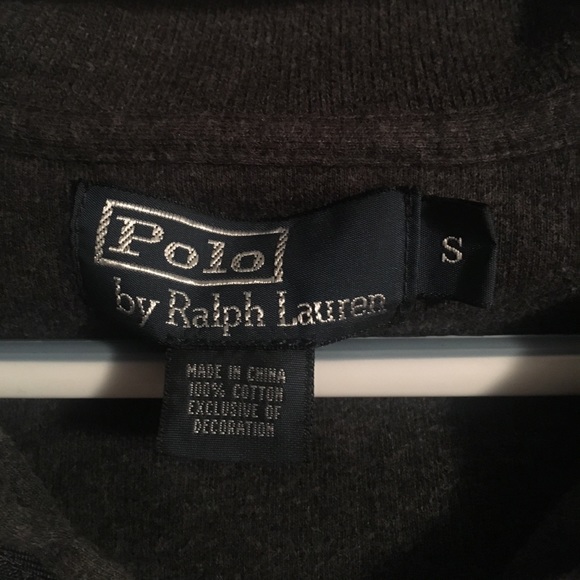 Polo
by Ralph Lauren
S
MADE IN CHINA
100% COTTON
EXCLUSIVE OF
DECORATION